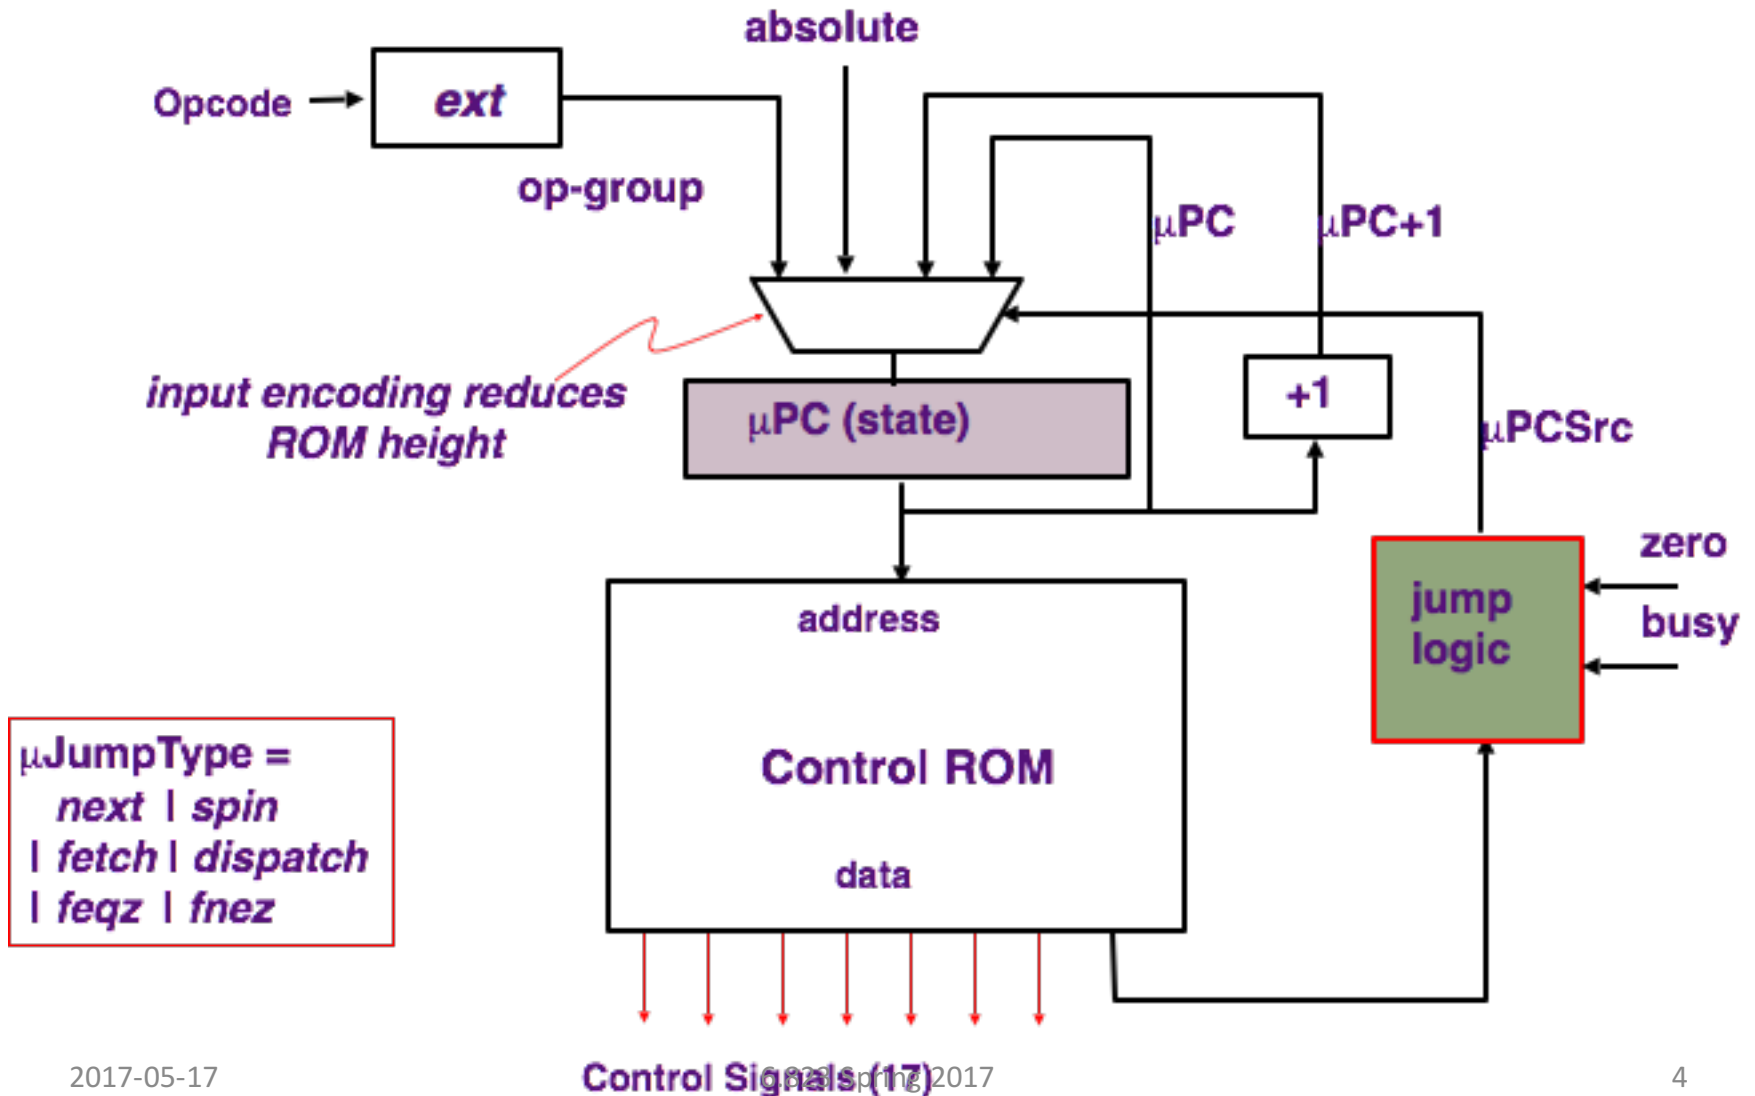 absolute
Opcode
ext
op-group
μPC
μPC+1
input encoding reduces
ROM height
μPC (state)
+1
μPCSrc
zero
busy
jump
logic
address
Control ROM
data
μJumpType =
next | spin
| fetch | dispatch
| feqz | fnez
Control Signals (17)
2017-05-17
6.823 Spring 2017
4